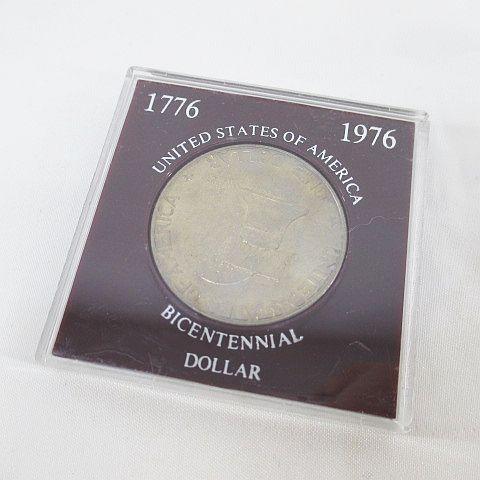 1776
1976
UNITED STATES OF AMERICA
BICENTENNIAL
DOLLAR